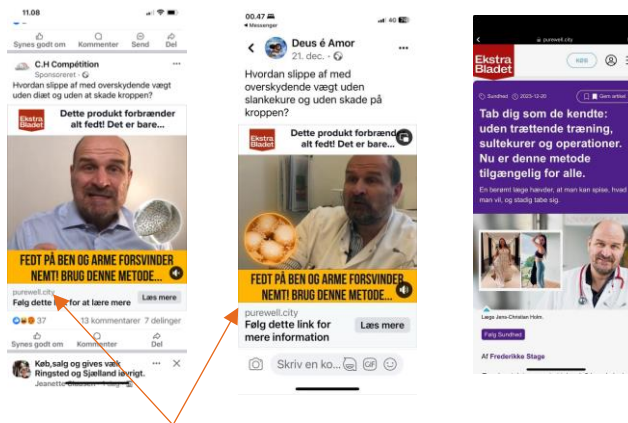 11.08
Synes godt om Kommenter Send Del
C.H Compétition
Sponsoreret
Hvordan slippe af med overskydende vægt
uden diæt og uden at skade kroppen?
Ekstra
Bladet
Dette produkt forbrænder
alt fedt! Det er bare...
FEDT PÅ BEN OG ARME FORSVINDER
NEMT! BRUG DENNE METODE...
purewell.city
Følg dette link for at lære mere
Læs mere
37
13 kommentarer 7 delinger
Synes godt om Kommenter Del
Køb,salg og gives væk
Ringsted og Sjælland iøvrigt.
00.47
Messenger
4G
Deus é Amor
21. dec.
Hvordan slippe af med
overskydende vægt uden
slankekure og uden skade på
kroppen?
Ekstra
Bladet
Dette produkt forbrænd
alt fedt! Det er bare...
FEDT PÅ BEN OG ARME FORSVINDER
NEMT! BRUG DENNE METODE...
purewell.city
Følg dette link for
mere information
Læs mere
Skriv en ko...
GIF
purewell.city
Ekstra
Bladet
KØB
Sundhed 2025-12-20
Gem artikel
Tab dig som de kendte:
uden trættende træning,
sultekurer og operationer.
Nu er denne metode
tilgængelig for alle.
En berømt læge hævder, at man kan spise, hvad
man vil, og stadig tabe sig.
Læge Jens-Christian Holm.
Følg Sundhed
Af Frederikke Stage